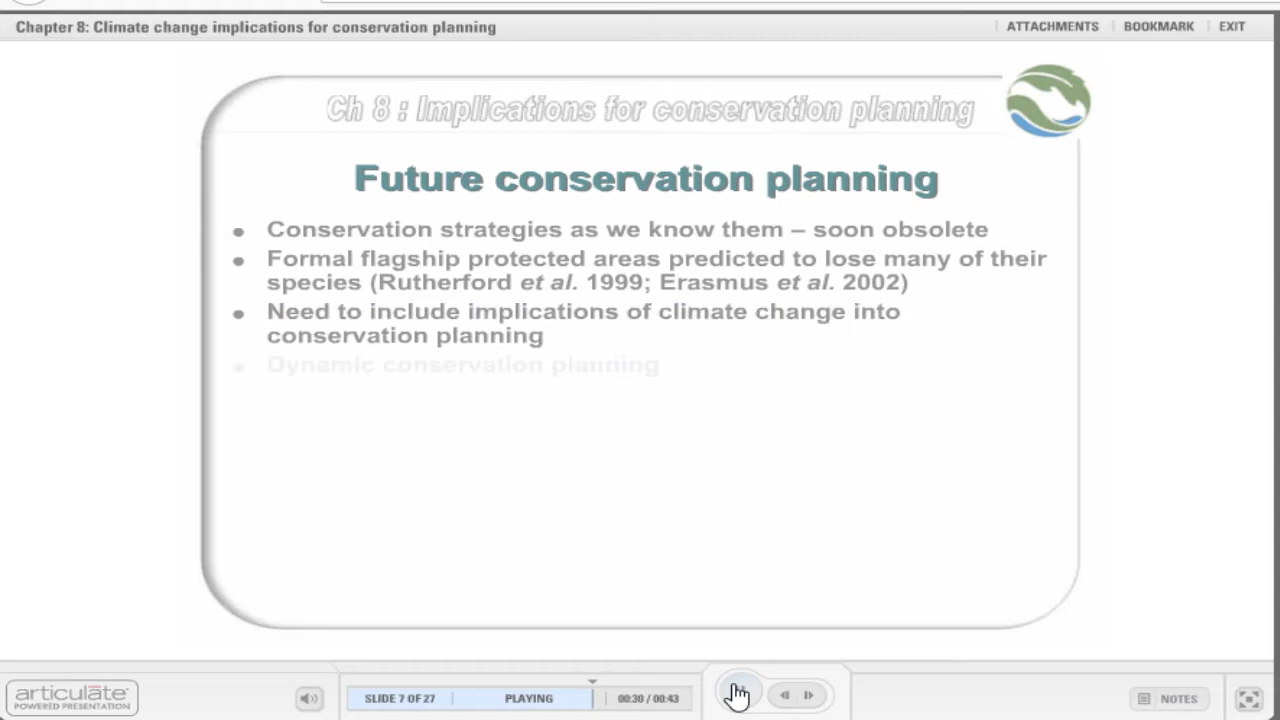 Chapter 8: Climate change implications for conservation planning
ATTACHMENTS
BOOKMARK
EXIT
Ch 8 : Implications for conservation planning
Future conservation planning
• Conservation strategies as we know them – soon obsolete
• Formal flagship protected areas predicted to lose many of their
species (Rutherford et al. 1999; Erasmus et al. 2002)
• Need to include implications of climate change into
conservation planning
• Dynamic conservation planning
articulate
POWERED PRESENTATION
SLIDE 7 OF 27
PLAYING
00:30 / 00:43
NOTES